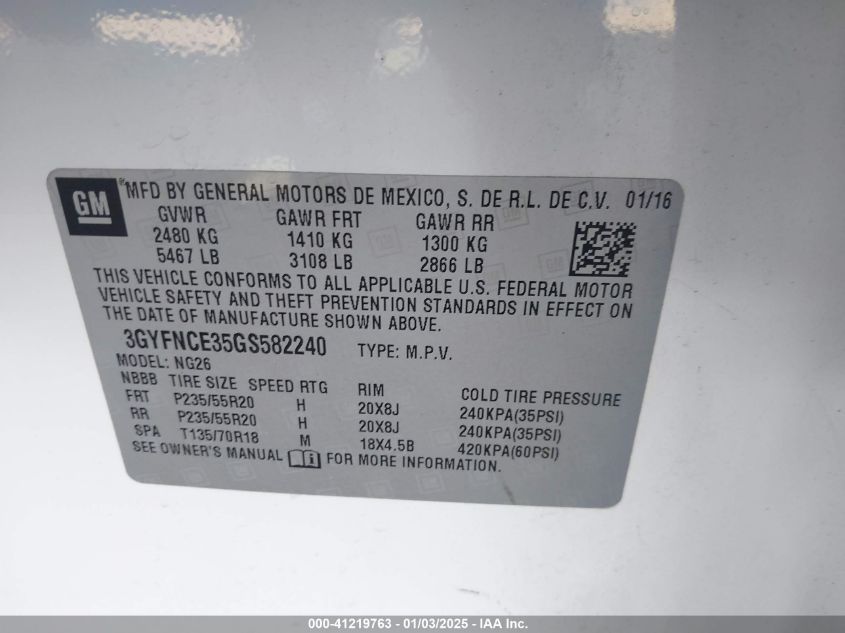 GM ® MFD BY GENERAL MOTORS DE MEXICO, S. DE R.L. DE C.V. 01/16
GVWR GAWR FRT GAWR RR
2480 KG 1410 KG 1300 KG
5467 LB 3108 LB 2866 LB
THIS VEHICLE CONFORMS TO ALL APPLICABLE U.S. FEDERAL MOTOR
VEHICLE SAFETY AND THEFT PREVENTION STANDARDS IN EFFECT ON
THE DATE OF MANUFACTURE SHOWN ABOVE.
3GYFNCE35GS582240 TYPE: M.P.V.
MODEL: NG26
NBBB TIRE SIZE SPEED RTG RIM COLD TIRE PRESSURE
FRT P235/55R20 H 20X8J 240KPA(35PSI)
RR P235/55R20 H 20X8J 240KPA(35PSI)
SPA T135/70R18 M 18X4.5B 420KPA(60PSI)
SEE OWNER'S MANUAL i FOR MORE INFORMATION.
000-41219763 - 01/03/2025 - IAA Inc.